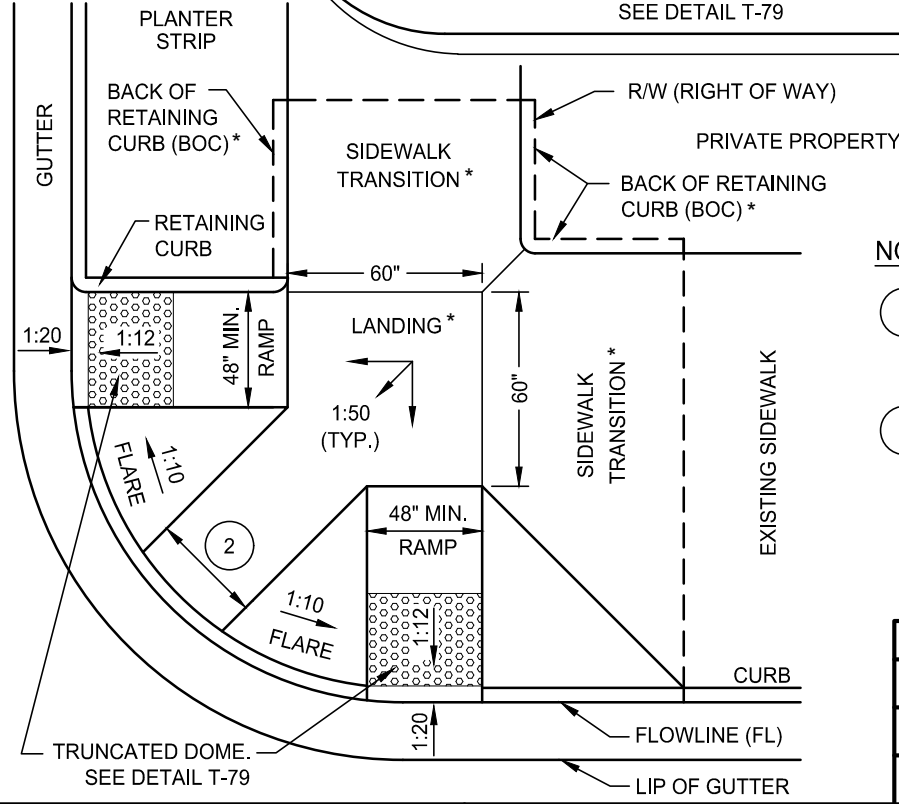 SEE DETAIL T-79
PLANTER
STRIP
BACK OF
RETAINING
CURB (BOC) *
GUTTER
SIDEWALK
TRANSITION *
R/W (RIGHT OF WAY)
PRIVATE PROPERTY
BACK OF RETAINING
CURB (BOC) *
RETAINING
CURB
60"
1:20
1:12
48" MIN.
RAMP
LANDING *
1:50
(TYP.)
60"
SIDEWALK
TRANSITION *
EXISTING SIDEWALK
1:10
FLARE
2
48" MIN.
RAMP
1:10
FLARE
1:12
CURB
1:20
FLOWLINE (FL)
TRUNCATED DOME.
SEE DETAIL T-79
LIP OF GUTTER